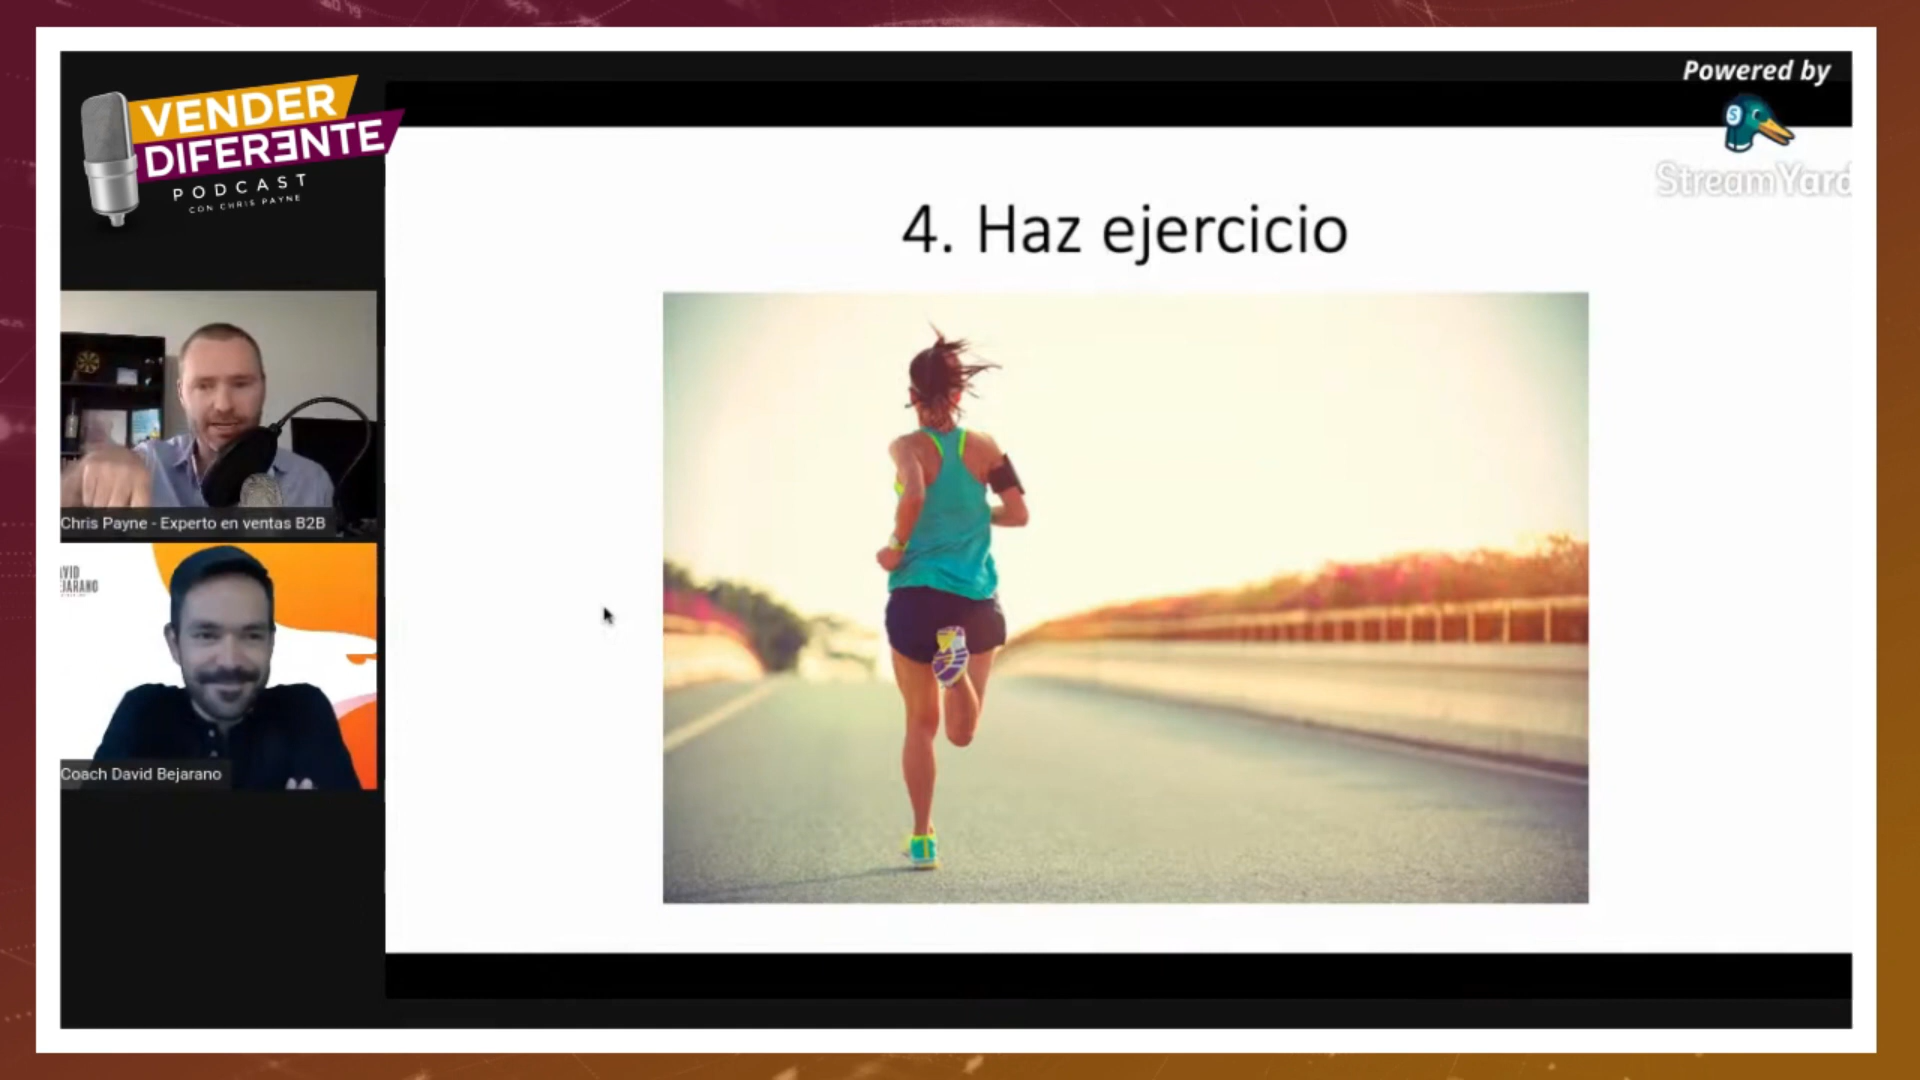 VENDER
DIFERƎNTE
PODCAST
CON CHRIS PAYNE
Powered by
StreamYard
4. Haz ejercicio
Chris Payne - Experto en ventas B2B
Coach David Bejarano